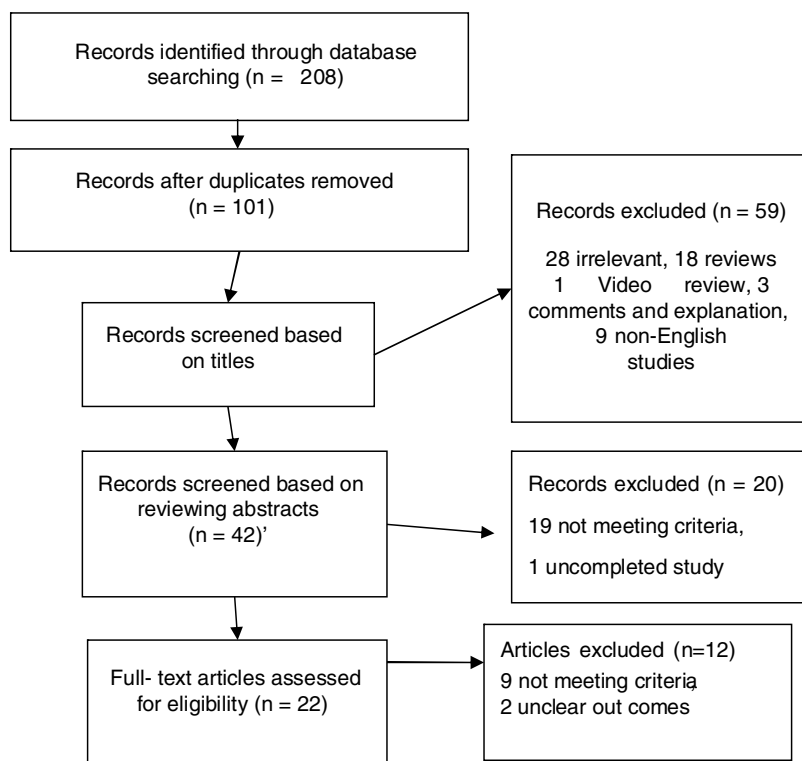 Records identified through database
searching (n = 208)
Records after duplicates removed
(n = 101)
Records excluded (n = 59)
28 irrelevant, 18 reviews
1 Video review, 3
comments and explanation,
9 non-English
studies
Records screened based
on titles
Records screened based on
reviewing abstracts
(n = 42)'
Records excluded (n = 20)
19 not meeting criteria,
1 uncompleted study
Full- text articles assessed
for eligibility (n = 22)
Articles excluded (n=12)
9 not meeting criteria,
2 unclear out comes